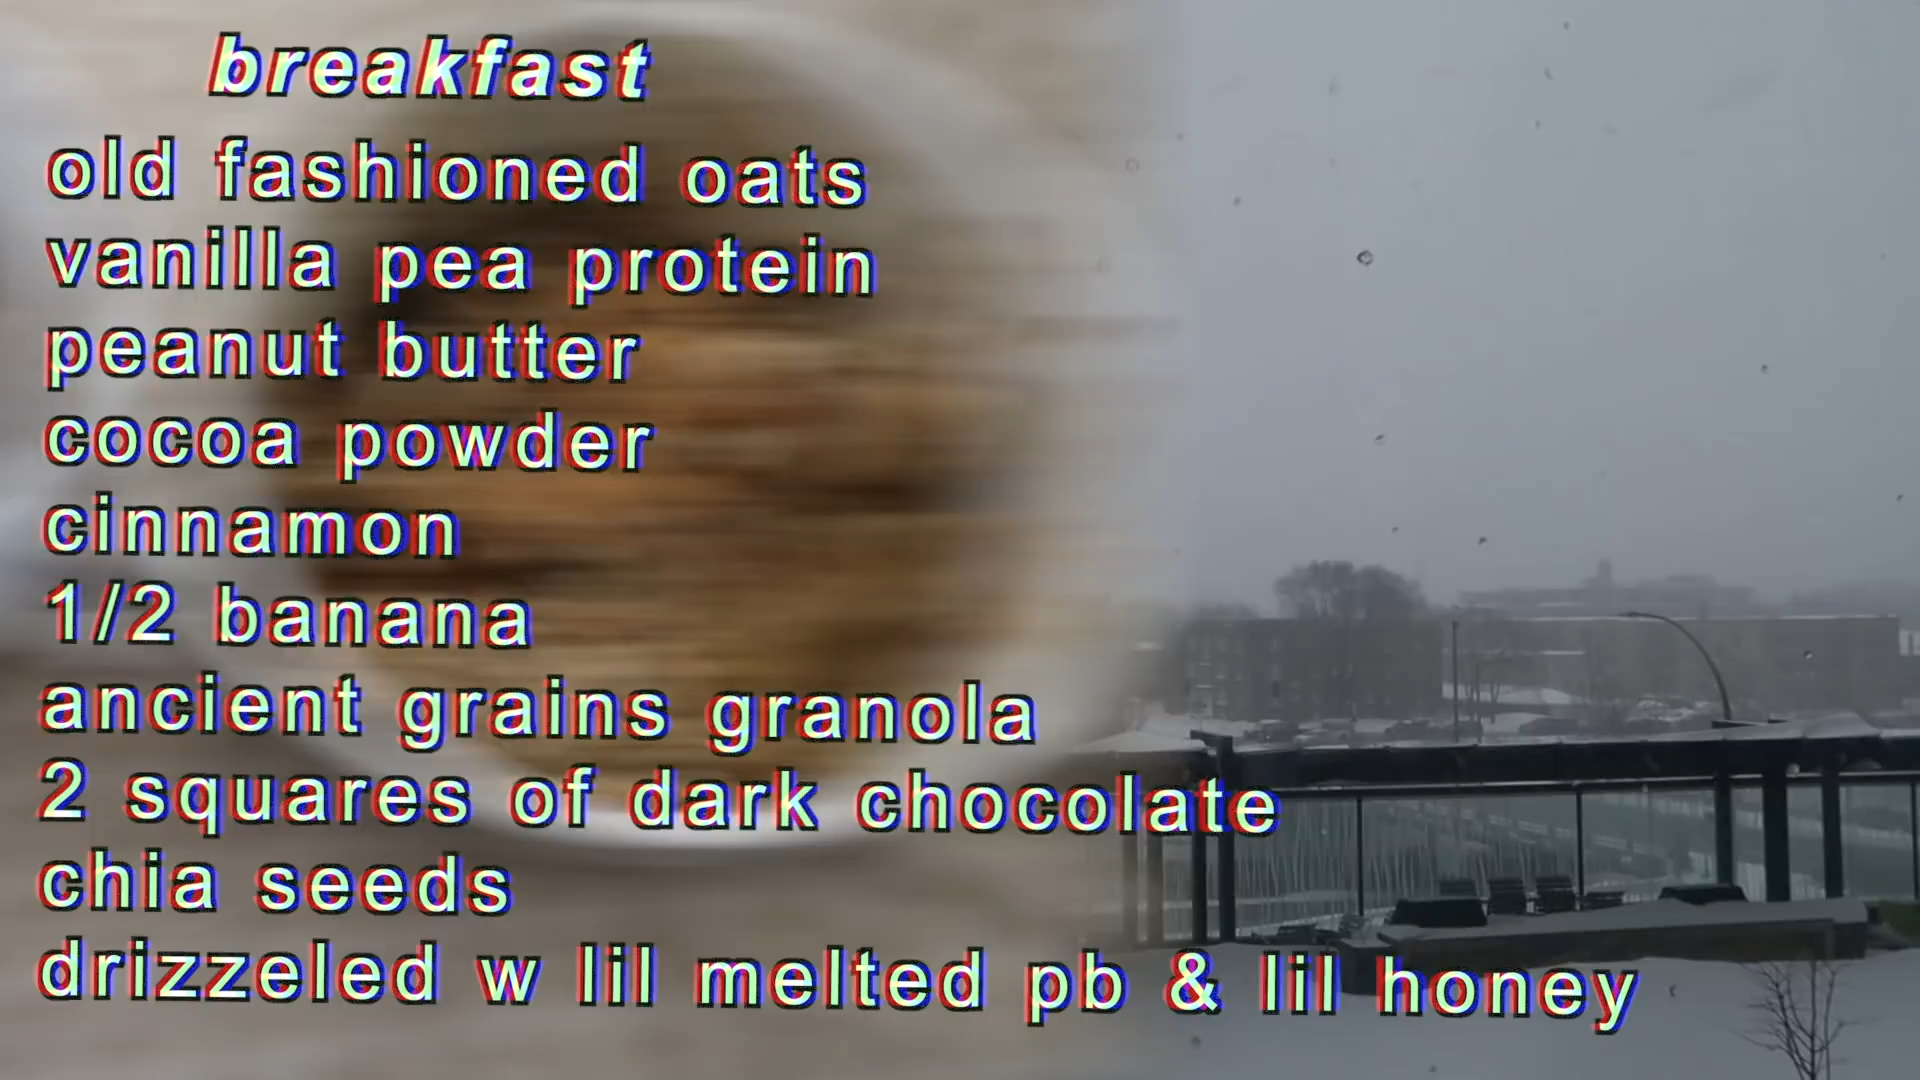 breakfast
old fashioned oats
vanilla pea protein
peanut butter
cocoa powder
cinnamon
1/2 banana
ancient grains granola
2 squares of dark chocolate
chia seeds
drizzeled w lil melted pb & lil honey